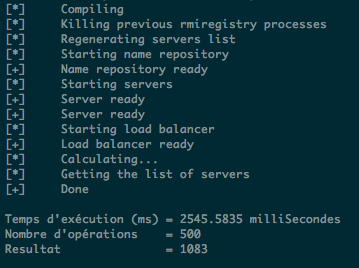 [*] Compiling
[*] Killing previous rmiregistry processes
[*] Regenerating servers list
[*] Starting name repository
[+] Name repository ready
[*] Starting servers
[+] Server ready
[+] Server ready
[*] Starting load balancer
[+] Load balancer ready
[*] Calculating...
[*] Getting the list of servers
[+] Done
Temps d'exécution (ms) = 2545.5835 milliSecondes
Nombre d'opérations = 500
Resultat = 1083